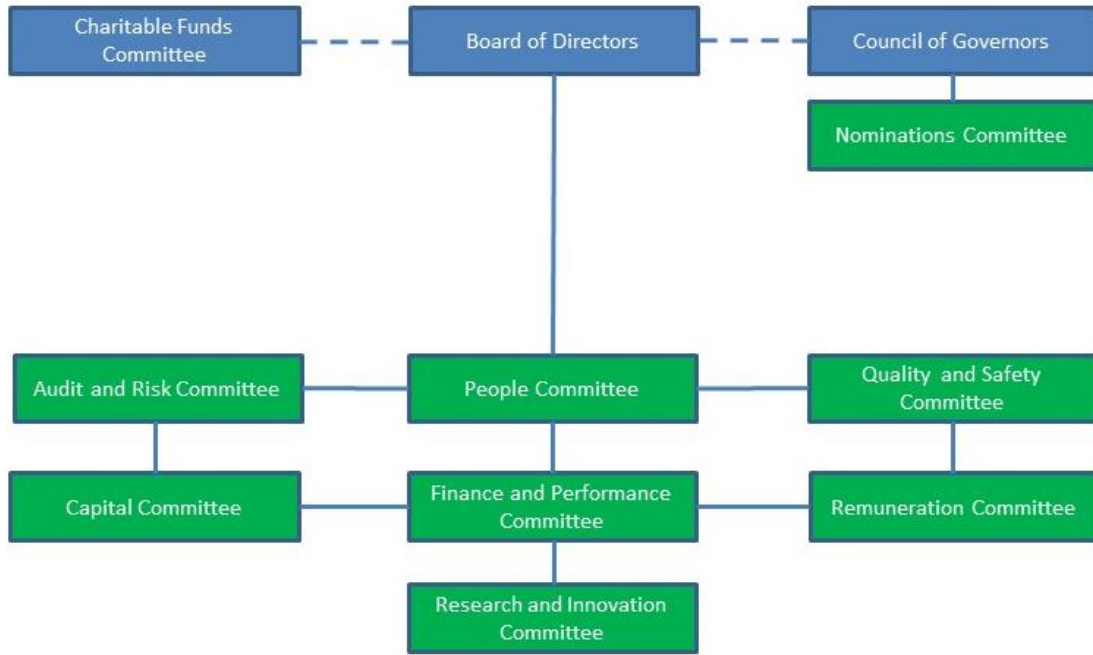 Charitable Funds
Committee
Board of Directors
Council of Governors
Nominations Committee
Audit and Risk Committee
People Committee
Quality and Safety
Committee
Capital Committee
Finance and Performance
Committee
Remuneration Committee
Research and Innovation
Committee